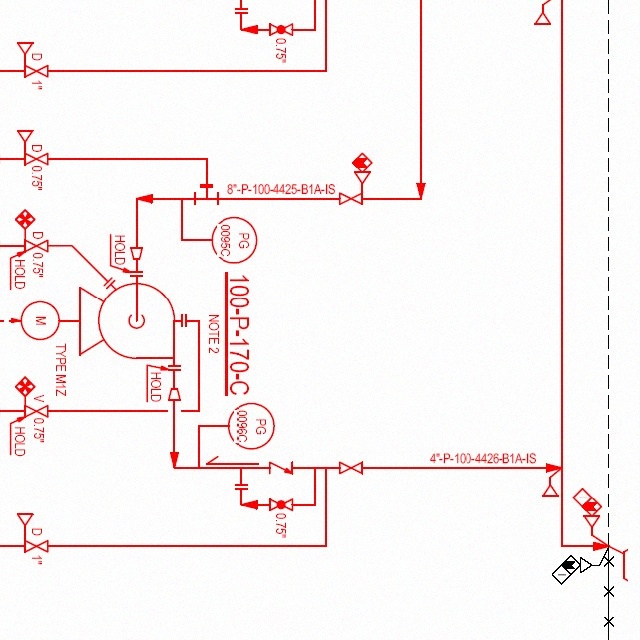 0.75"
D
1"
D
0.75"
8"-P-100-4425-B1A-IS
D
0.75"
HOLD
HOLD
PG
0095C
100-P-170-C
NOTE 2
M
TYPE M1Z
HOLD
V
0.75"
HOLD
PG
0096C
4"-P-100-4426-B1A-IS
0.75"
D
1"